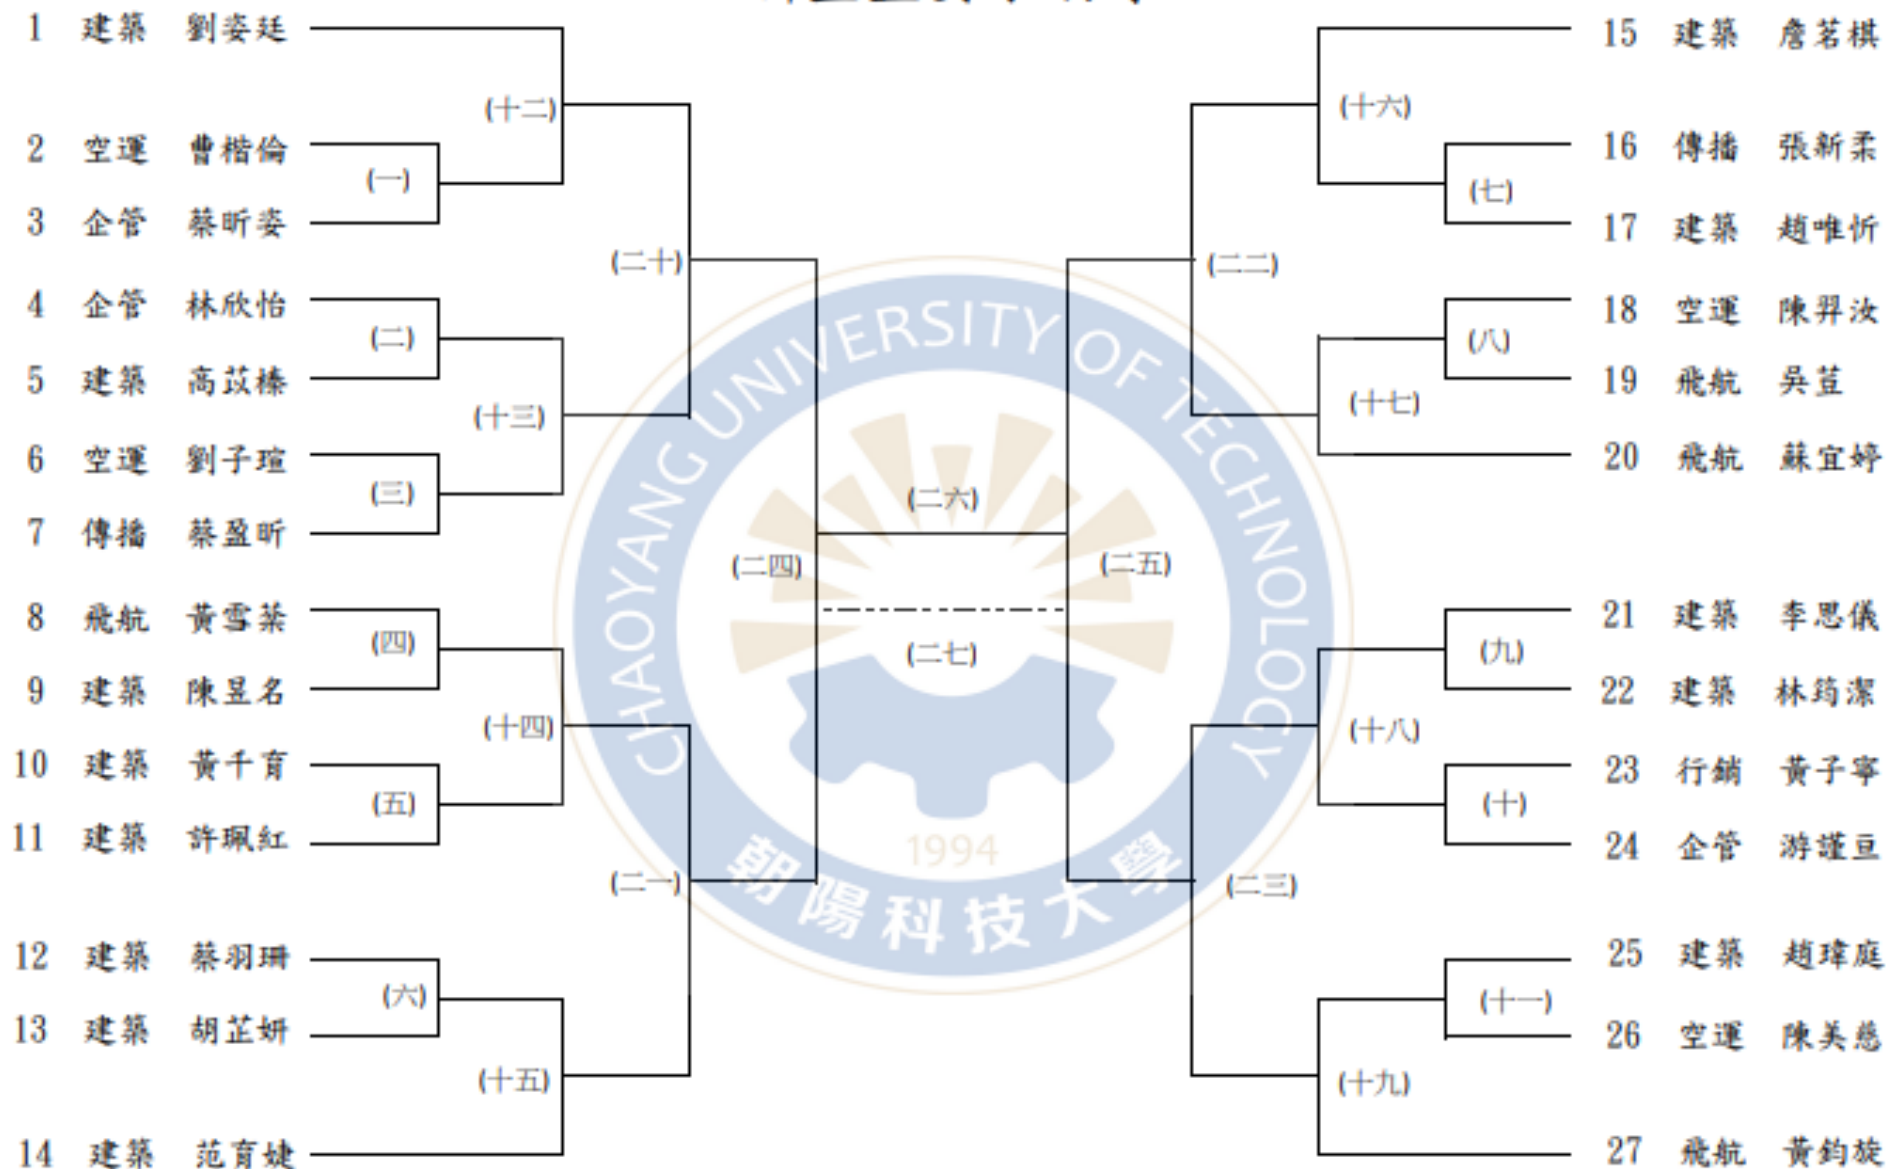 1 建築 劉姿廷
(十二)
2 空運 曹楷倫
(一)
3 企管 蔡昕姿
(二十)
4 企管 林欣怡
(二)
5 建築 高苡榛
(十三)
6 空運 劉子瑄
(三)
7 傳播 蔡盈昕
(二四)
8 飛航 黃雪棻
(四)
9 建築 陳昱名
(十四)
10 建築 黃千育
(五)
11 建築 許珮紅
(二一)
12 建築 蔡羽珊
(六)
13 建築 胡芷妍
(十五)
14 建築 范育婕
(二六)
(二七)
15 建築 詹茗棋
(十六)
16 傳播 張新柔
(七)
17 建築 趙唯忻
(二二)
18 空運 陳羿汝
(八)
19 飛航 吳荳
(十七)
20 飛航 蘇宜婷
(二五)
21 建築 李思儀
(九)
22 建築 林筠潔
(十八)
23 行銷 黃子寧
(十)
24 企管 游謹亘
(二三)
25 建築 趙瑋庭
(十一)
26 空運 陳美慈
(十九)
27 飛航 黃鈞旋
CHAOYANG UNIVERSITY OF TECHNOLOGY
1994
朝陽科技大學